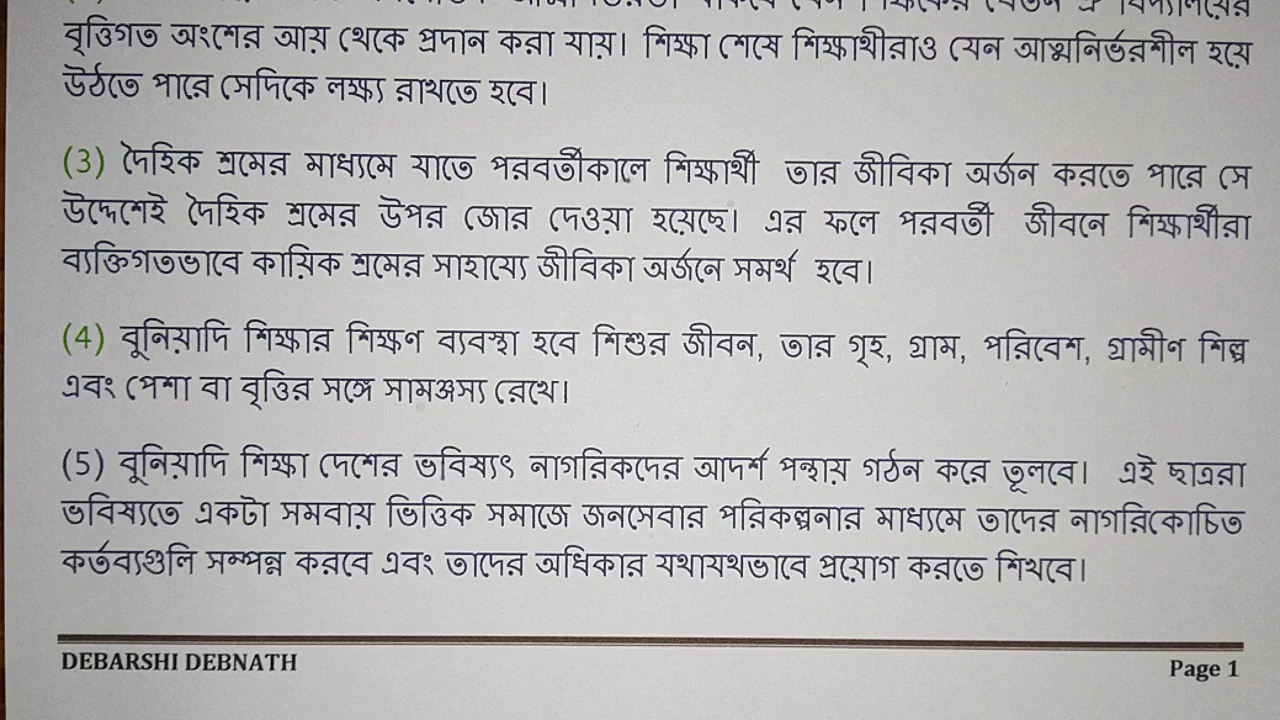 বৃত্তিগত অংশের আয় থেকে প্রদান করা যায়। শিক্ষা শেষে শিক্ষার্থীরাও যেন আত্মনির্ভরশীল হয়ে
উঠতে পারে সেদিকে লক্ষ্য রাখতে হবে।
(3) দৈহিক শ্রমের মাধ্যমে যাতে পরবর্তীকালে শিক্ষার্থী তার জীবিকা অর্জন করতে পারে সে
উদ্দেশেই দৈহিক শ্রমের উপর জোর দেওয়া হয়েছে। এর ফলে পরবর্তী জীবনে শিক্ষার্থীরা
ব্যক্তিগতভাবে কায়িক শ্রমের সাহায্যে জীবিকা অর্জনে সমর্থ হবে।
(4) বুনিয়াদি শিক্ষার শিক্ষণ ব্যবস্থা হবে শিশুর জীবন, তার গৃহ, গ্রাম, পরিবেশ, গ্রামীণ শিল্প
এবং পেশা বা বৃত্তির সঙ্গে সামঞ্জস্য রেখে।
(5) বুনিয়াদি শিক্ষা দেশের ভবিষ্যৎ নাগরিকদের আদর্শ পন্থায় গঠন করে তূলবে। এই ছাত্ররা
ভবিষ্যতে একটা সমবায় ভিত্তিক সমাজে জনসেবার পরিকল্পনার মাধ্যমে তাদের নাগরিকোচিত
কর্তব্যগুলি সম্পন্ন করবে এবং তাদের অধিকার যথাযথভাবে প্রয়োগ করতে শিখবে।
DEBARSHI DEBNATH
Page 1